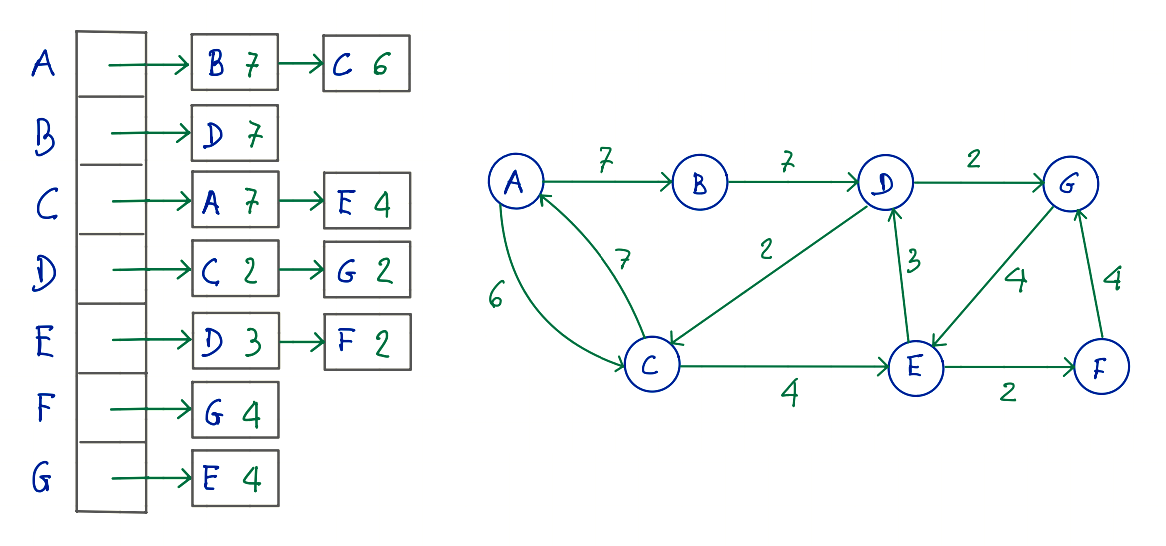 A B 7 C 6
B D 7
C A 7 E 4
D C 2 G 2
E D 3 F 2
F G 4
G E 4
7 7 2
A B D G
6 7 2 3 4 4
C E F
4 2